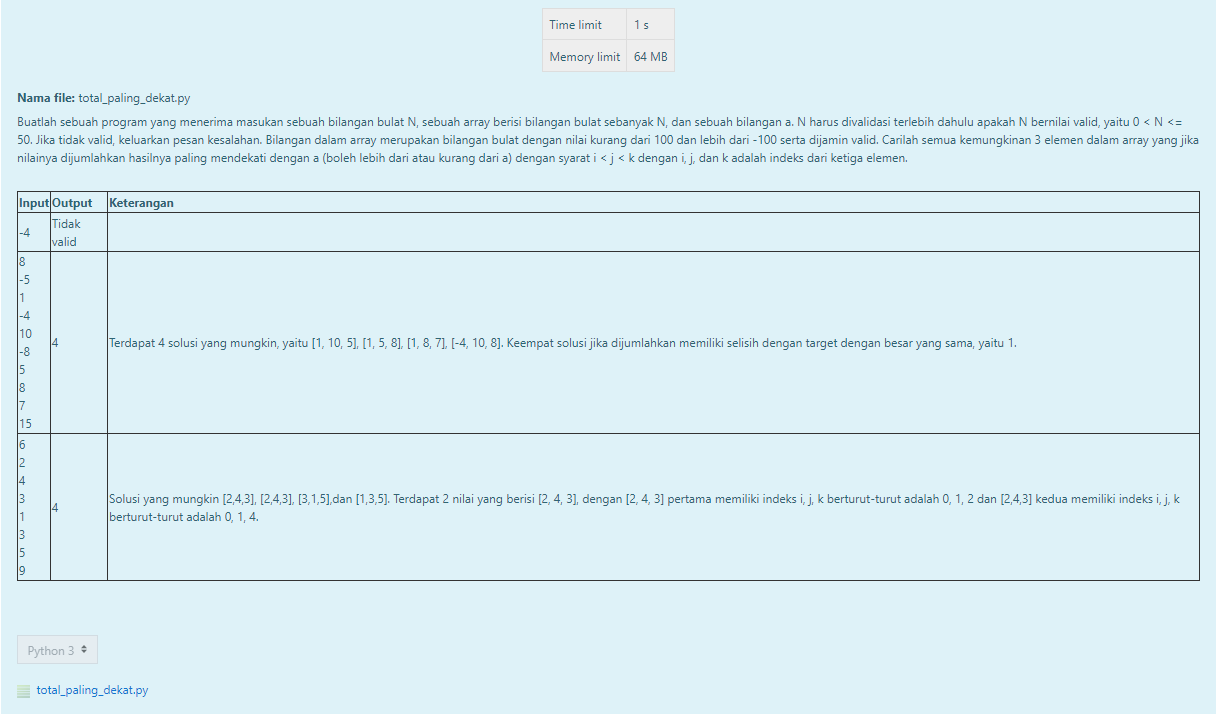 Time limit 1 s
Memory limit 64 MB
Nama file: total_paling_dekat.py
Buatlah sebuah program yang menerima masukan sebuah bilangan bulat N, sebuah array berisi bilangan bulat sebanyak N, dan sebuah bilangan a. N harus divalidasi terlebih dahulu apakah N bernilai valid, yaitu 0 < N <=
50. Jika tidak valid, keluarkan pesan kesalahan. Bilangan dalam array merupakan bilangan bulat dengan nilai kurang dari 100 dan lebih dari -100 serta dijamin valid. Carilah semua kemungkinan 3 elemen dalam array yang jika
nilainya dijumlahkan hasilnya paling mendekati dengan a (boleh lebih dari atau kurang dari a) dengan syarat i < j < k dengan i, j, dan k adalah indeks dari ketiga elemen.
Input Output Keterangan
-4 Tidak
valid
8
-5
1
-4
10
-8
5
8
7
15
4
Terdapat 4 solusi yang mungkin, yaitu [1, 10, 5], [1, 5, 8], [1, 8, 7], [-4, 10, 8]. Keempat solusi jika dijumlahkan memiliki selisih dengan target dengan besar yang sama, yaitu 1.
6
2
4
3
1
3
5
9
4
Solusi yang mungkin [2,4,3], [2,4,3], [3,1,5],dan [1,3,5]. Terdapat 2 nilai yang berisi [2, 4, 3], dengan [2, 4, 3] pertama memiliki indeks i, j, k berturut-turut adalah 0, 1, 2 dan [2,4,3] kedua memiliki indeks i, j, k
berturut-turut adalah 0, 1, 4.
Python 3
total_paling_dekat.py